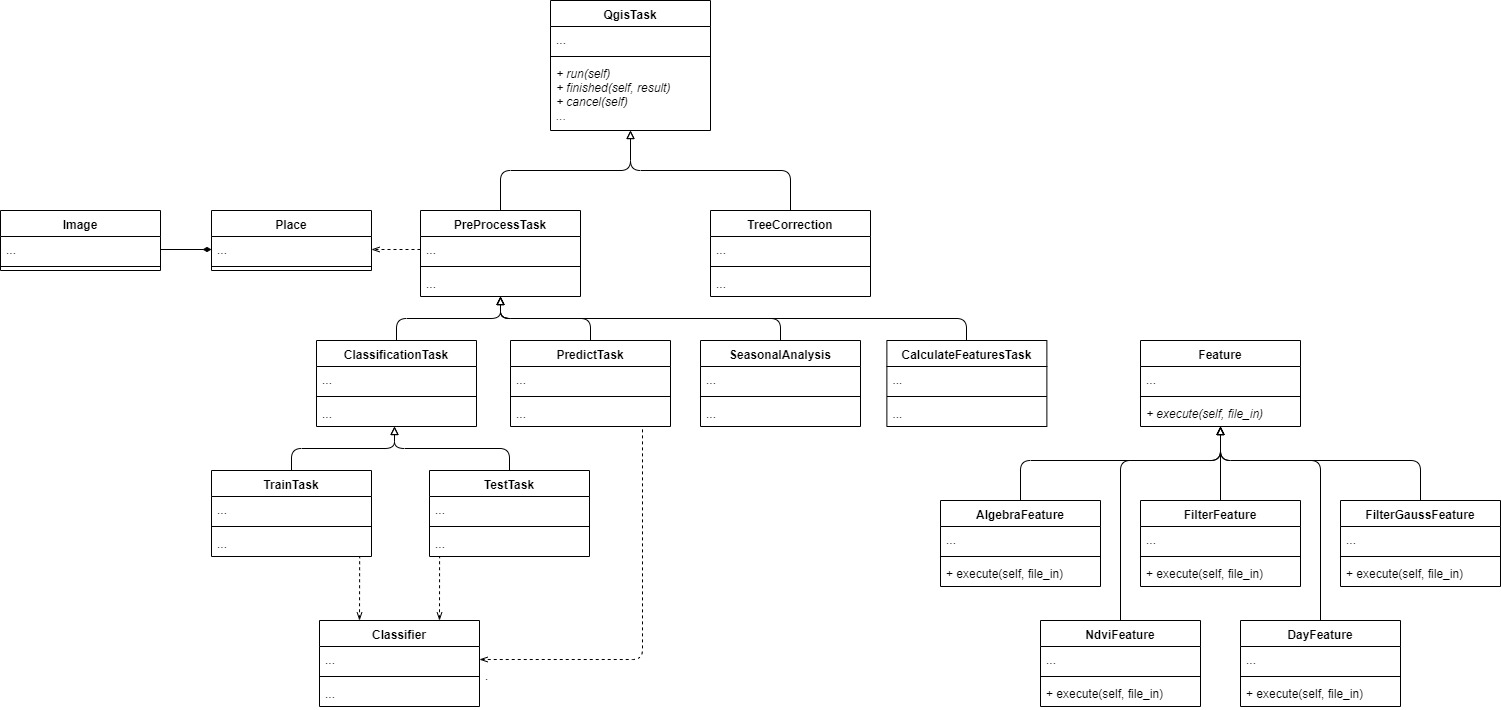 QgisTask
...
+ run(self)
+ finished(self, result)
+ cancel(self)
...
Image
...
Place
...
PreProcessTask
...
...
TreeCorrection
...
...
ClassificationTask
...
...
PredictTask
...
...
SeasonalAnalysis
...
...
CalculateFeaturesTask
...
...
Feature
...
+ execute(self, file_in)
TrainTask
...
...
TestTask
...
...
AlgebraFeature
...
+ execute(self, file_in)
FilterFeature
...
+ execute(self, file_in)
FilterGaussFeature
...
+ execute(self, file_in)
Classifier
...
...
.
NdviFeature
...
+ execute(self, file_in)
DayFeature
...
+ execute(self, file_in)